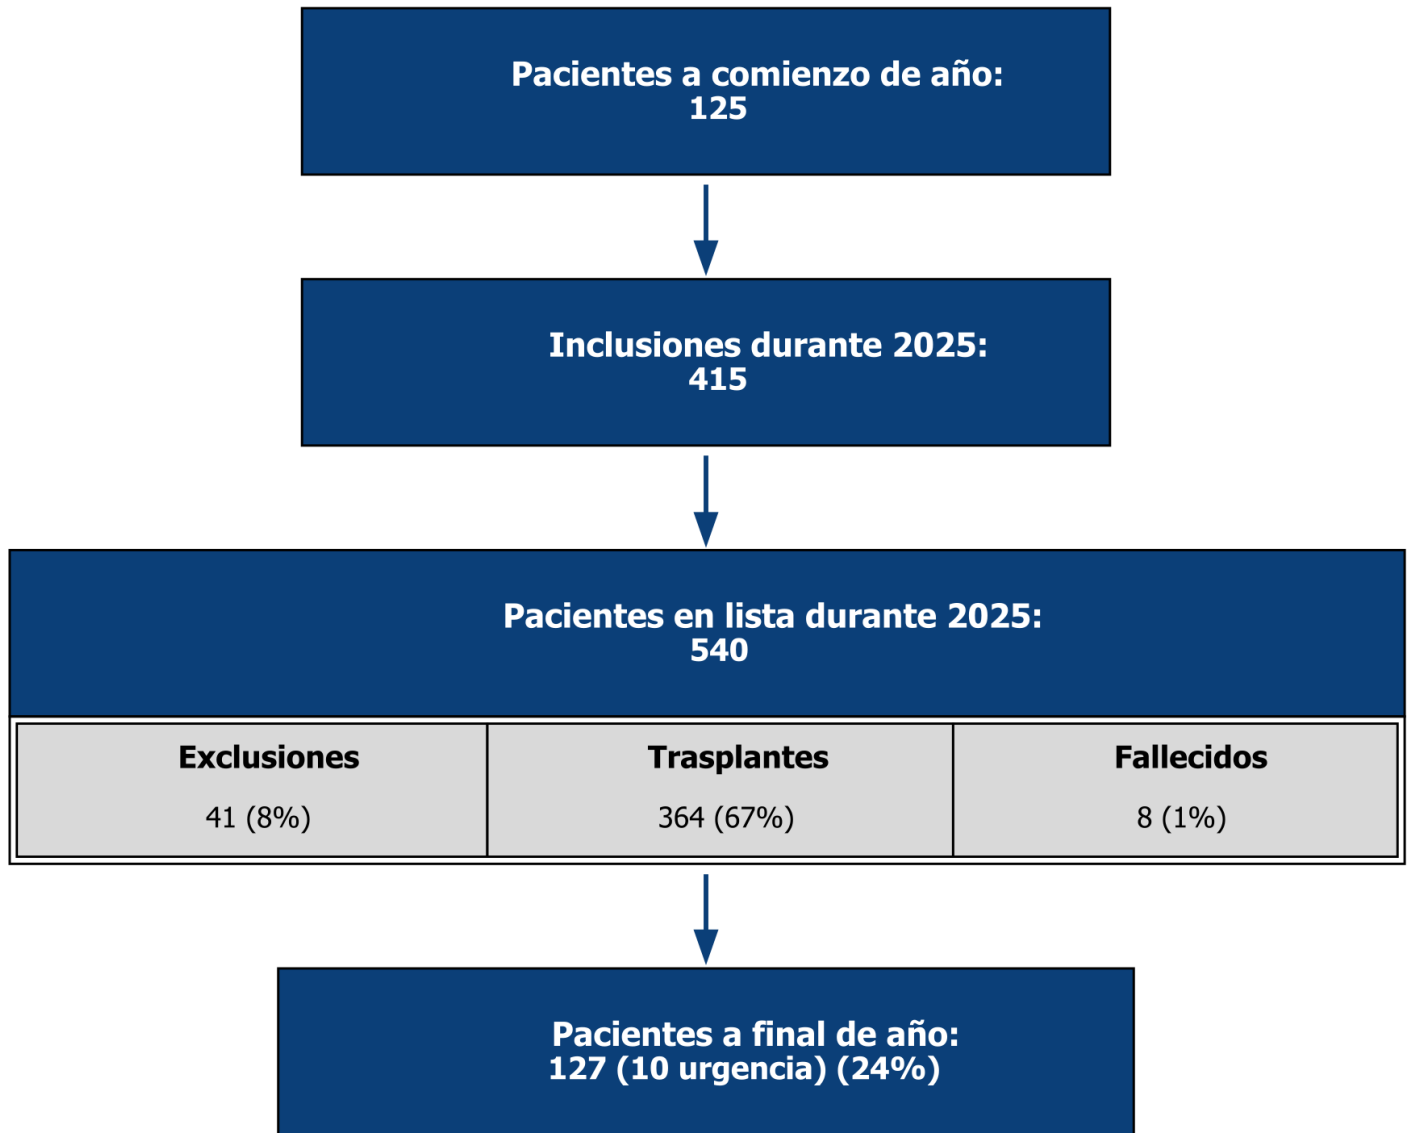 Pacientes a comienzo de año:
125
Inclusiones durante 2025:
415
Pacientes en lista durante 2025:
540
Exclusiones
Trasplantes
Fallecidos
41 (8%)
364 (67%)
8 (1%)
Pacientes a final de año:
127 (10 urgencia) (24%)